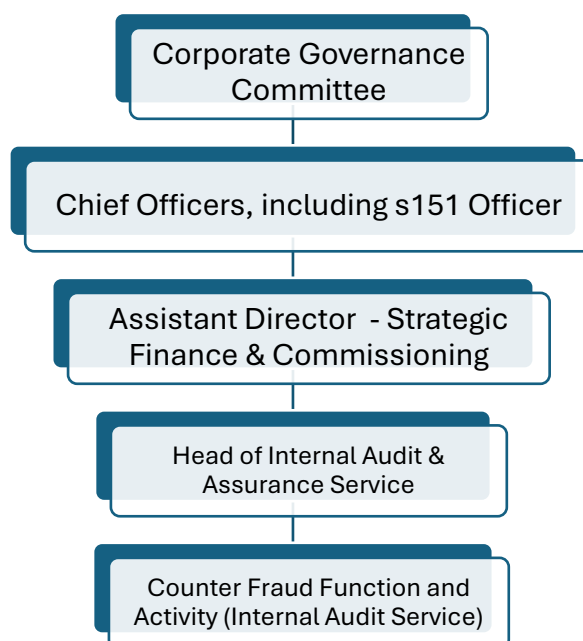 Corporate Governance
Committee
Chief Officers, including s151 Officer
Assistant Director  - Strategic
Finance & Commissioning
Head of Internal Audit &
Assurance Service
Counter Fraud Function and
Activity (Internal Audit Service)